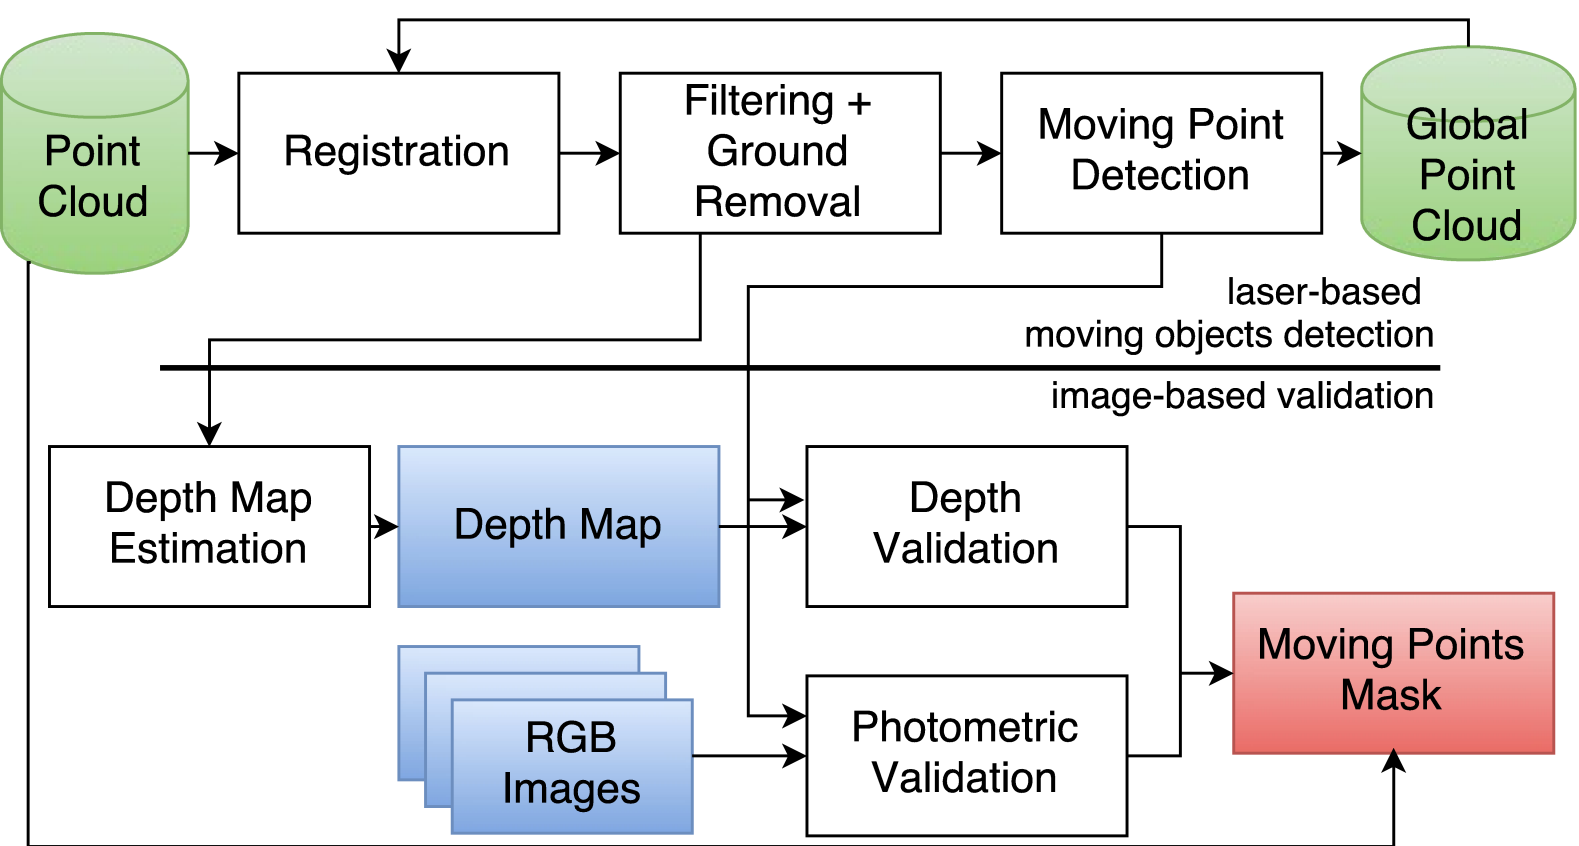 Point
Cloud
Registration
Filtering +
Ground
Removal
Moving Point
Detection
Global
Point
Cloud
laser-based
moving objects detection
image-based validation
Depth Map
Estimation
Depth Map
Depth
Validation
RGB
Images
Photometric
Validation
Moving Points
Mask